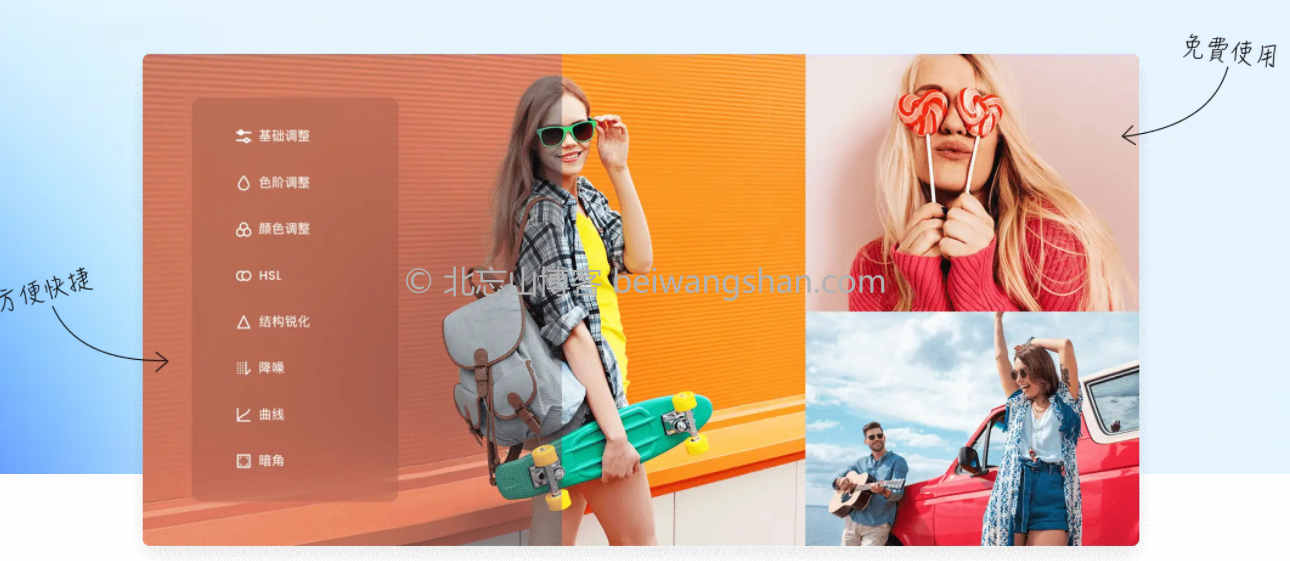 免費使用
基础调整
色阶调整
颜色调整
HSL
结构锐化
降噪
曲线
暗角
方便快捷
© 北忘山博客 beiwangshan.com